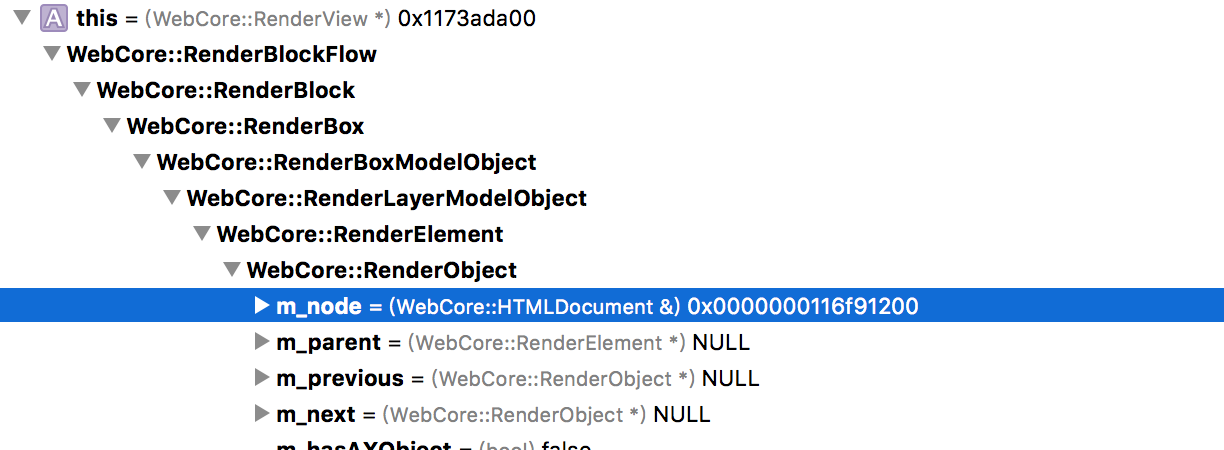 A this = (WebCore::RenderView *) 0x1173ada00
WebCore::RenderBlockFlow
WebCore::RenderBlock
WebCore::RenderBox
WebCore::RenderBoxModelObject
WebCore::RenderLayerModelObject
WebCore::RenderElement
WebCore::RenderObject
m_node = (WebCore::HTMLDocument &) 0x0000000116f91200
m_parent = (WebCore::RenderElement *) NULL
m_previous = (WebCore::RenderObject *) NULL
m_next = (WebCore::RenderObject *) NULL
m_hasAXObject = (bool) false